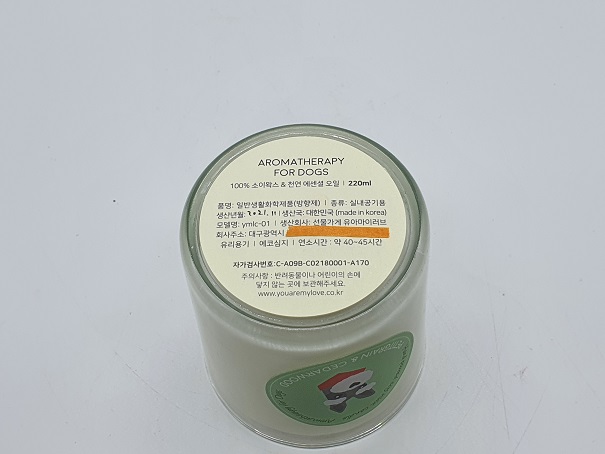 AROMATHERAPY
FOR DOGS
100% 소이왁스 & 천연 에센셜 오일 | 220ml
품명: 일반생활화학제품(방향제) | 종류: 실내공기용
생산년월: 2021. 11 | 생산국: 대한민국 (made in korea)
모델명: ymlc-01 | 생산회사: 선물가게 유아마이러브
회사주소: 대구광역시
유리용기 | 에코심지 | 연소시간 : 약 40~45시간
자가검사번호:C-A09B-C02180001-A170
주의사항 : 반려동물이나 어린이의 손에
닿지 않는 곳에 보관해주세요.
www.youaremylove.co.kr
& CEDARWOOD